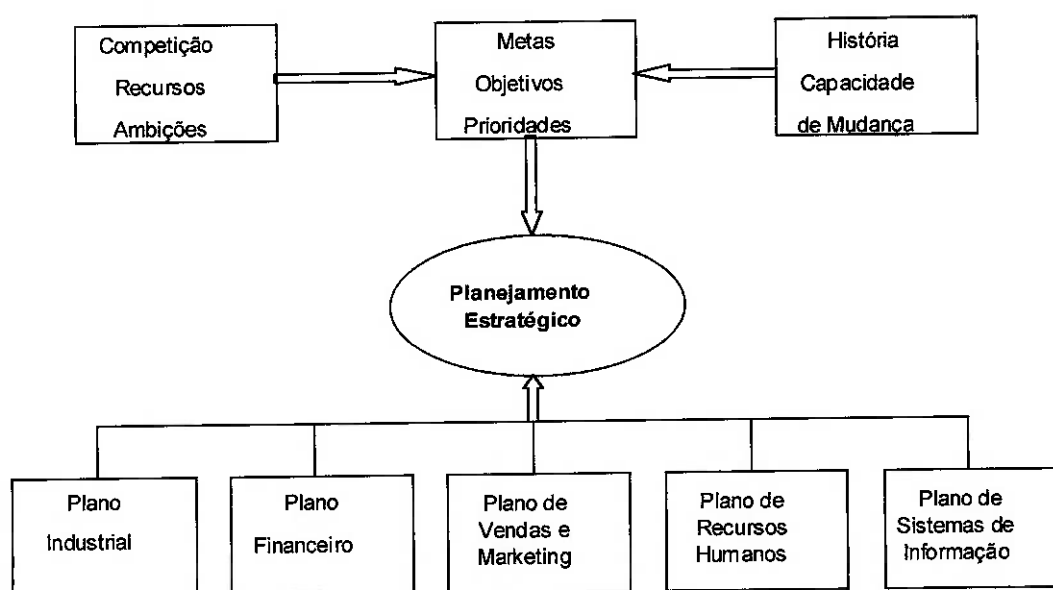 Competição
Recursos
Ambições
Metas
Objetivos
Prioridades
História
Capacidade
de Mudança
Planejamento
Estratégico
Plano
Industrial
Plano
Financeiro
Plano de
Vendas e
Marketing
Plano de
Recursos
Humanos
Plano de
Sistemas de
Informação